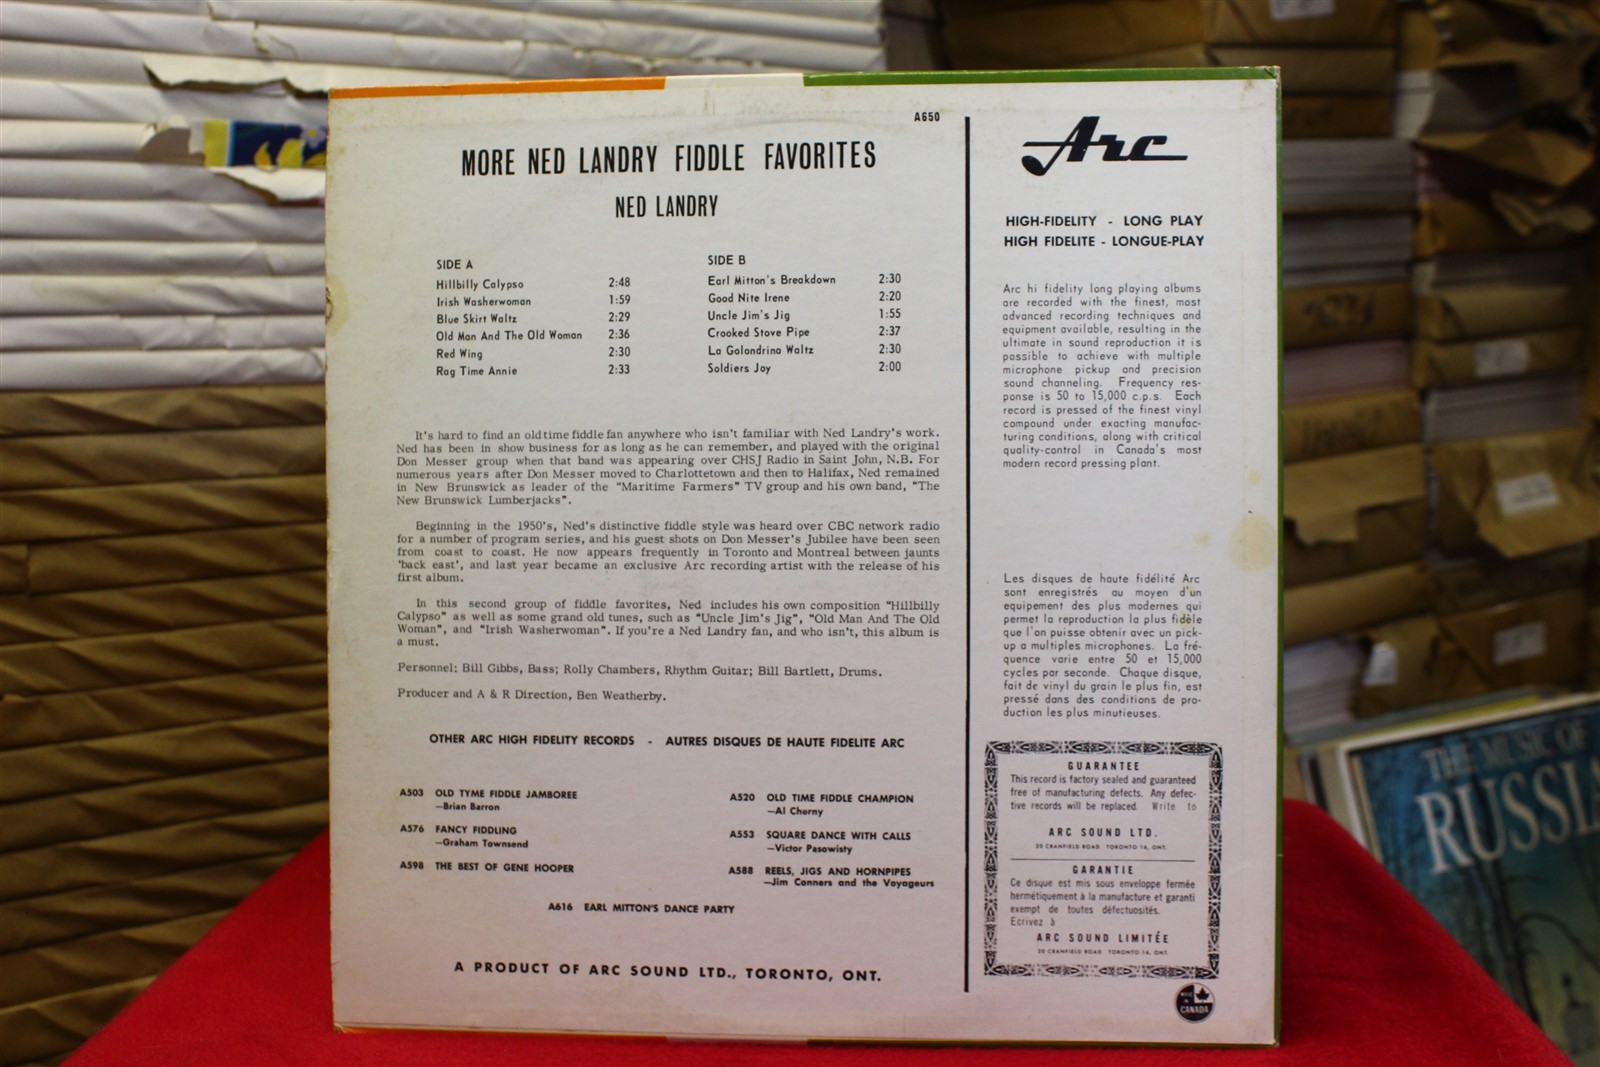 A650
MORE NED LANDRY FIDDLE FAVORITES
NED LANDRY
SIDE A
Hillbilly Calypso 2:48
Irish Washerwoman 1:59
Blue Skirt Waltz 2:29
Old Man And The Old Woman 2:36
Red Wing 2:30
Rag Time Annie 2:33
SIDE B
Earl Mitton's Breakdown 2:30
Good Nite Irene 2:20
Uncle Jim's Jig 1:55
Crooked Stove Pipe 2:37
La Golondrina Waltz 2:30
Soldiers Joy 2:00
It's hard to find an old time fiddle fan anywhere who isn't familiar with Ned Landry's work.
Ned has been in show business for as long as he can remember, and played with the original
Don Messer group when that band was appearing over CHSJ Radio in Saint John, N.B. For
numerous years after Don Messer moved to Charlottetown and then to Halifax, Ned remained
in New Brunswick as leader of the "Maritime Farmers" TV group and his own band, "The
New Brunswick Lumberjacks".
Beginning in the 1950's, Ned's distinctive fiddle style was heard over CBC network radio
for a number of program series, and his guest shots on Don Messer's Jubilee have been seen
from coast to coast. He now appears frequently in Toronto and Montreal between jaunts
'back east', and last year became an exclusive Arc recording artist with the release of his
first album.
In this second group of fiddle favorites, Ned includes his own composition "Hillbilly
Calypso" as well as some grand old tunes, such as "Uncle Jim's Jig", "Old Man And The Old
Woman", and "Irish Washerwoman". If you're a Ned Landry fan, and who isn't, this album is
a must.
Personnel: Bill Gibbs, Bass; Rolly Chambers, Rhythm Guitar; Bill Bartlett, Drums.
Producer and A & R Direction, Ben Weatherby.
OTHER ARC HIGH FIDELITY RECORDS - AUTRES DISQUES DE HAUTE FIDELITE ARC
A503 OLD TYME FIDDLE JAMBOREE
—Brian Barron
A576 FANCY FIDDLING
—Graham Townsend
A598 THE BEST OF GENE HOOPER
A520 OLD TIME FIDDLE CHAMPION
—Al Cherny
A553 SQUARE DANCE WITH CALLS
—Victor Pasowisty
A588 REELS, JIGS AND HORNPIPES
—Jim Conners and the Voyageurs
A616 EARL MITTON'S DANCE PARTY
A PRODUCT OF ARC SOUND LTD., TORONTO, ONT.
Arc
HIGH-FIDELITY - LONG PLAY
HIGH FIDELITE - LONGUE-PLAY
Arc hi fidelity long playing albums
are recorded with the finest, most
advanced recording techniques and
equipment available, resulting in the
ultimate in sound reproduction it is
possible to achieve with multiple
microphone pickup and precision
sound channeling. Frequency res-
ponse is 50 to 15,000 c.p.s. Each
record is pressed of the finest vinyl
compound under exacting manufac-
turing conditions, along with critical
quality-control in Canada's most
modern record pressing plant.
Les disques de haute fidélité Arc
sont enregistrés au moyen d'un
equipement des plus modernes qui
permet la reproduction la plus fidèle
que l'on puisse obtenir avec un pick-
up a multiples microphones. La fré-
quence varie entre 50 et 15,000
cycles par seconde. Chaque disque,
fait de vinyl du grain le plus fin, est
pressé dans des conditions de pro-
duction les plus minutieuses.
GUARANTEE
This record is factory sealed and guaranteed
free of manufacturing defects. Any defec-
tive records will be replaced. Write to
ARC SOUND LTD.
20 CRANFIELD ROAD TORONTO 16, ONT.
GARANTIE
Ce disque est mis sous enveloppe fermée
hermétiquement à la manufacture et garanti
exempt de toutes défectuosités.
Ecrivez à
ARC SOUND LIMITÉE
20 CRANFIELD ROAD TORONTO 16, ONT.
MADE IN CANADA
THE MUSIC OF
RUSSIA